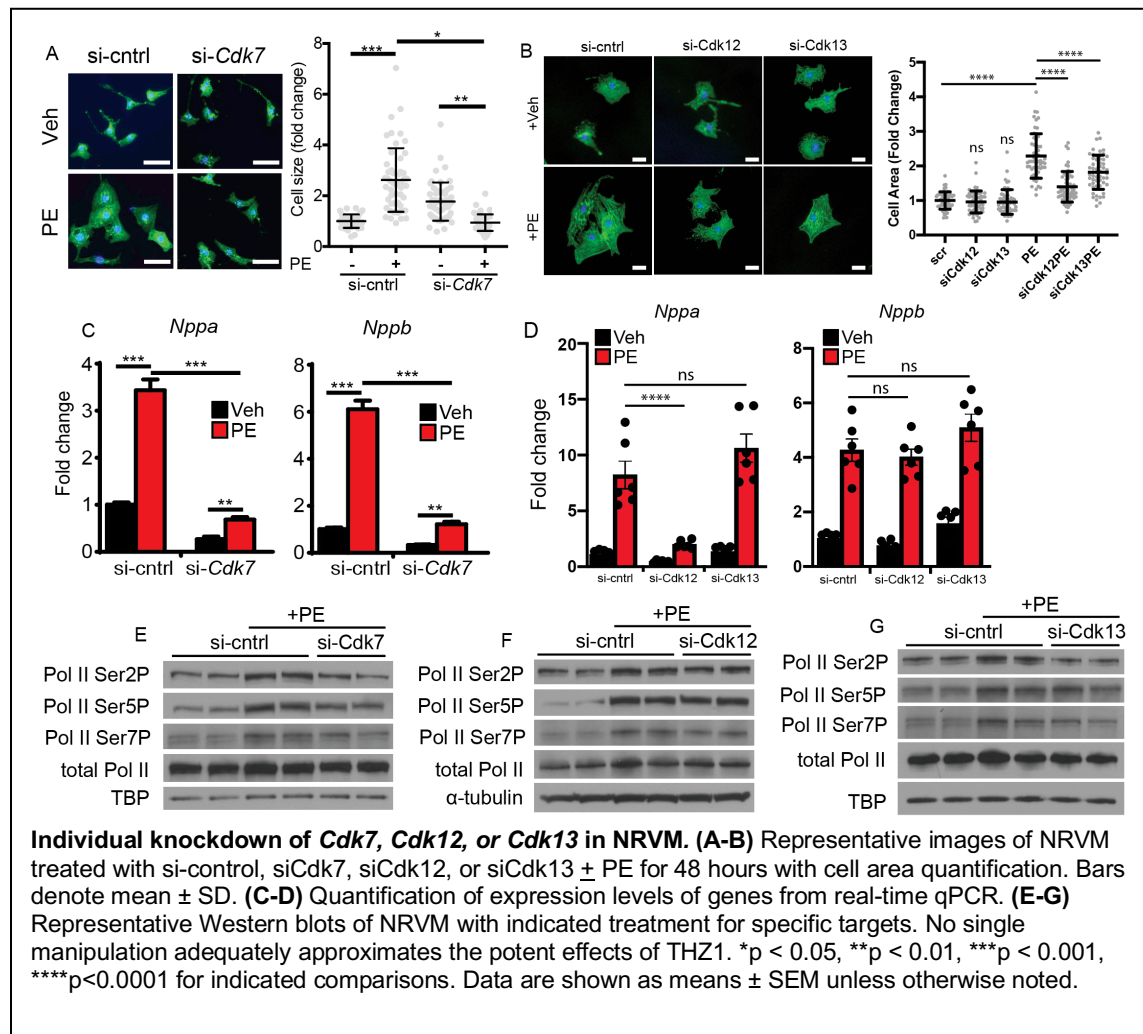 A
si-cntrl
si-Cdk7
Veh
PE
Cell size (fold change)
8
6
4
2
0
***
*
**
PE
-
+
-
+
si-cntrl
si-Cdk7
B
si-cntrl
si-Cdk12
si-Cdk13
+Veh
+PE
Cell Area (Fold Change)
5
4
3
2
1
0
****
****
****
ns
ns
scr
siCdk12
siCdk13
PE
siCdk12PE
siCdk13PE
C
Nppa
Fold change
4
3
2
1
0
***
***
**
Veh
PE
si-cntrl
si-Cdk7
Nppb
8
6
4
2
0
***
***
**
Veh
PE
si-cntrl
si-Cdk7
D
Nppa
Fold change
20
15
10
5
0
Veh
PE
ns
****
si-cntrl
si-Cdk12
si-Cdk13
Nppb
8
6
4
2
0
Veh
PE
ns
ns
si-cntrl
si-Cdk12
si-Cdk13
E
+PE
si-cntrl
si-Cdk7
Pol II Ser2P
Pol II Ser5P
Pol II Ser7P
total Pol II
TBP
F
+PE
si-cntrl
si-Cdk12
Pol II Ser2P
Pol II Ser5P
Pol II Ser7P
total Pol II
α-tubulin
G
+PE
si-cntrl
si-Cdk13
Pol II Ser2P
Pol II Ser5P
Pol II Ser7P
total Pol II
TBP
Individual knockdown of Cdk7, Cdk12, or Cdk13 in NRVM. (A-B) Representative images of NRVM
treated with si-control, siCdk7, siCdk12, or siCdk13 ± PE for 48 hours with cell area quantification. Bars
denote mean ± SD. (C-D) Quantification of expression levels of genes from real-time qPCR. (E-G)
Representative Western blots of NRVM with indicated treatment for specific targets. No single
manipulation adequately approximates the potent effects of THZ1. *p < 0.05, **p < 0.01, ***p < 0.001,
****p<0.0001 for indicated comparisons. Data are shown as means ± SEM unless otherwise noted.